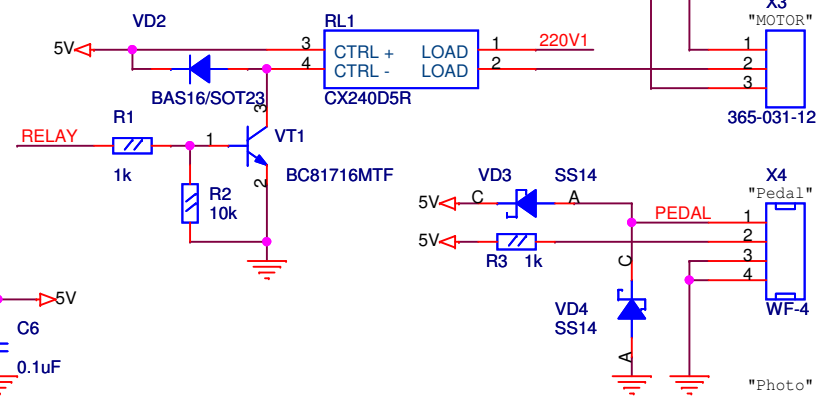 X3
"MOTOR"
VD2
RL1
5V
3
CTRL +
LOAD
1
220V1
1
4
CTRL -
LOAD
2
2
3
BAS16/SOT23
CX240D5R
365-031-12
R1
3
RELAY
1
VT1
1k
2
BC81716MTF
R2
10k
VD3
SS14
X4
"Pedal"
5V
C
A
PEDAL
1
5V
2
R3
1k
C
3
4
5V
VD4
SS14
WF-4
C6
A
0.1uF
"Photo"